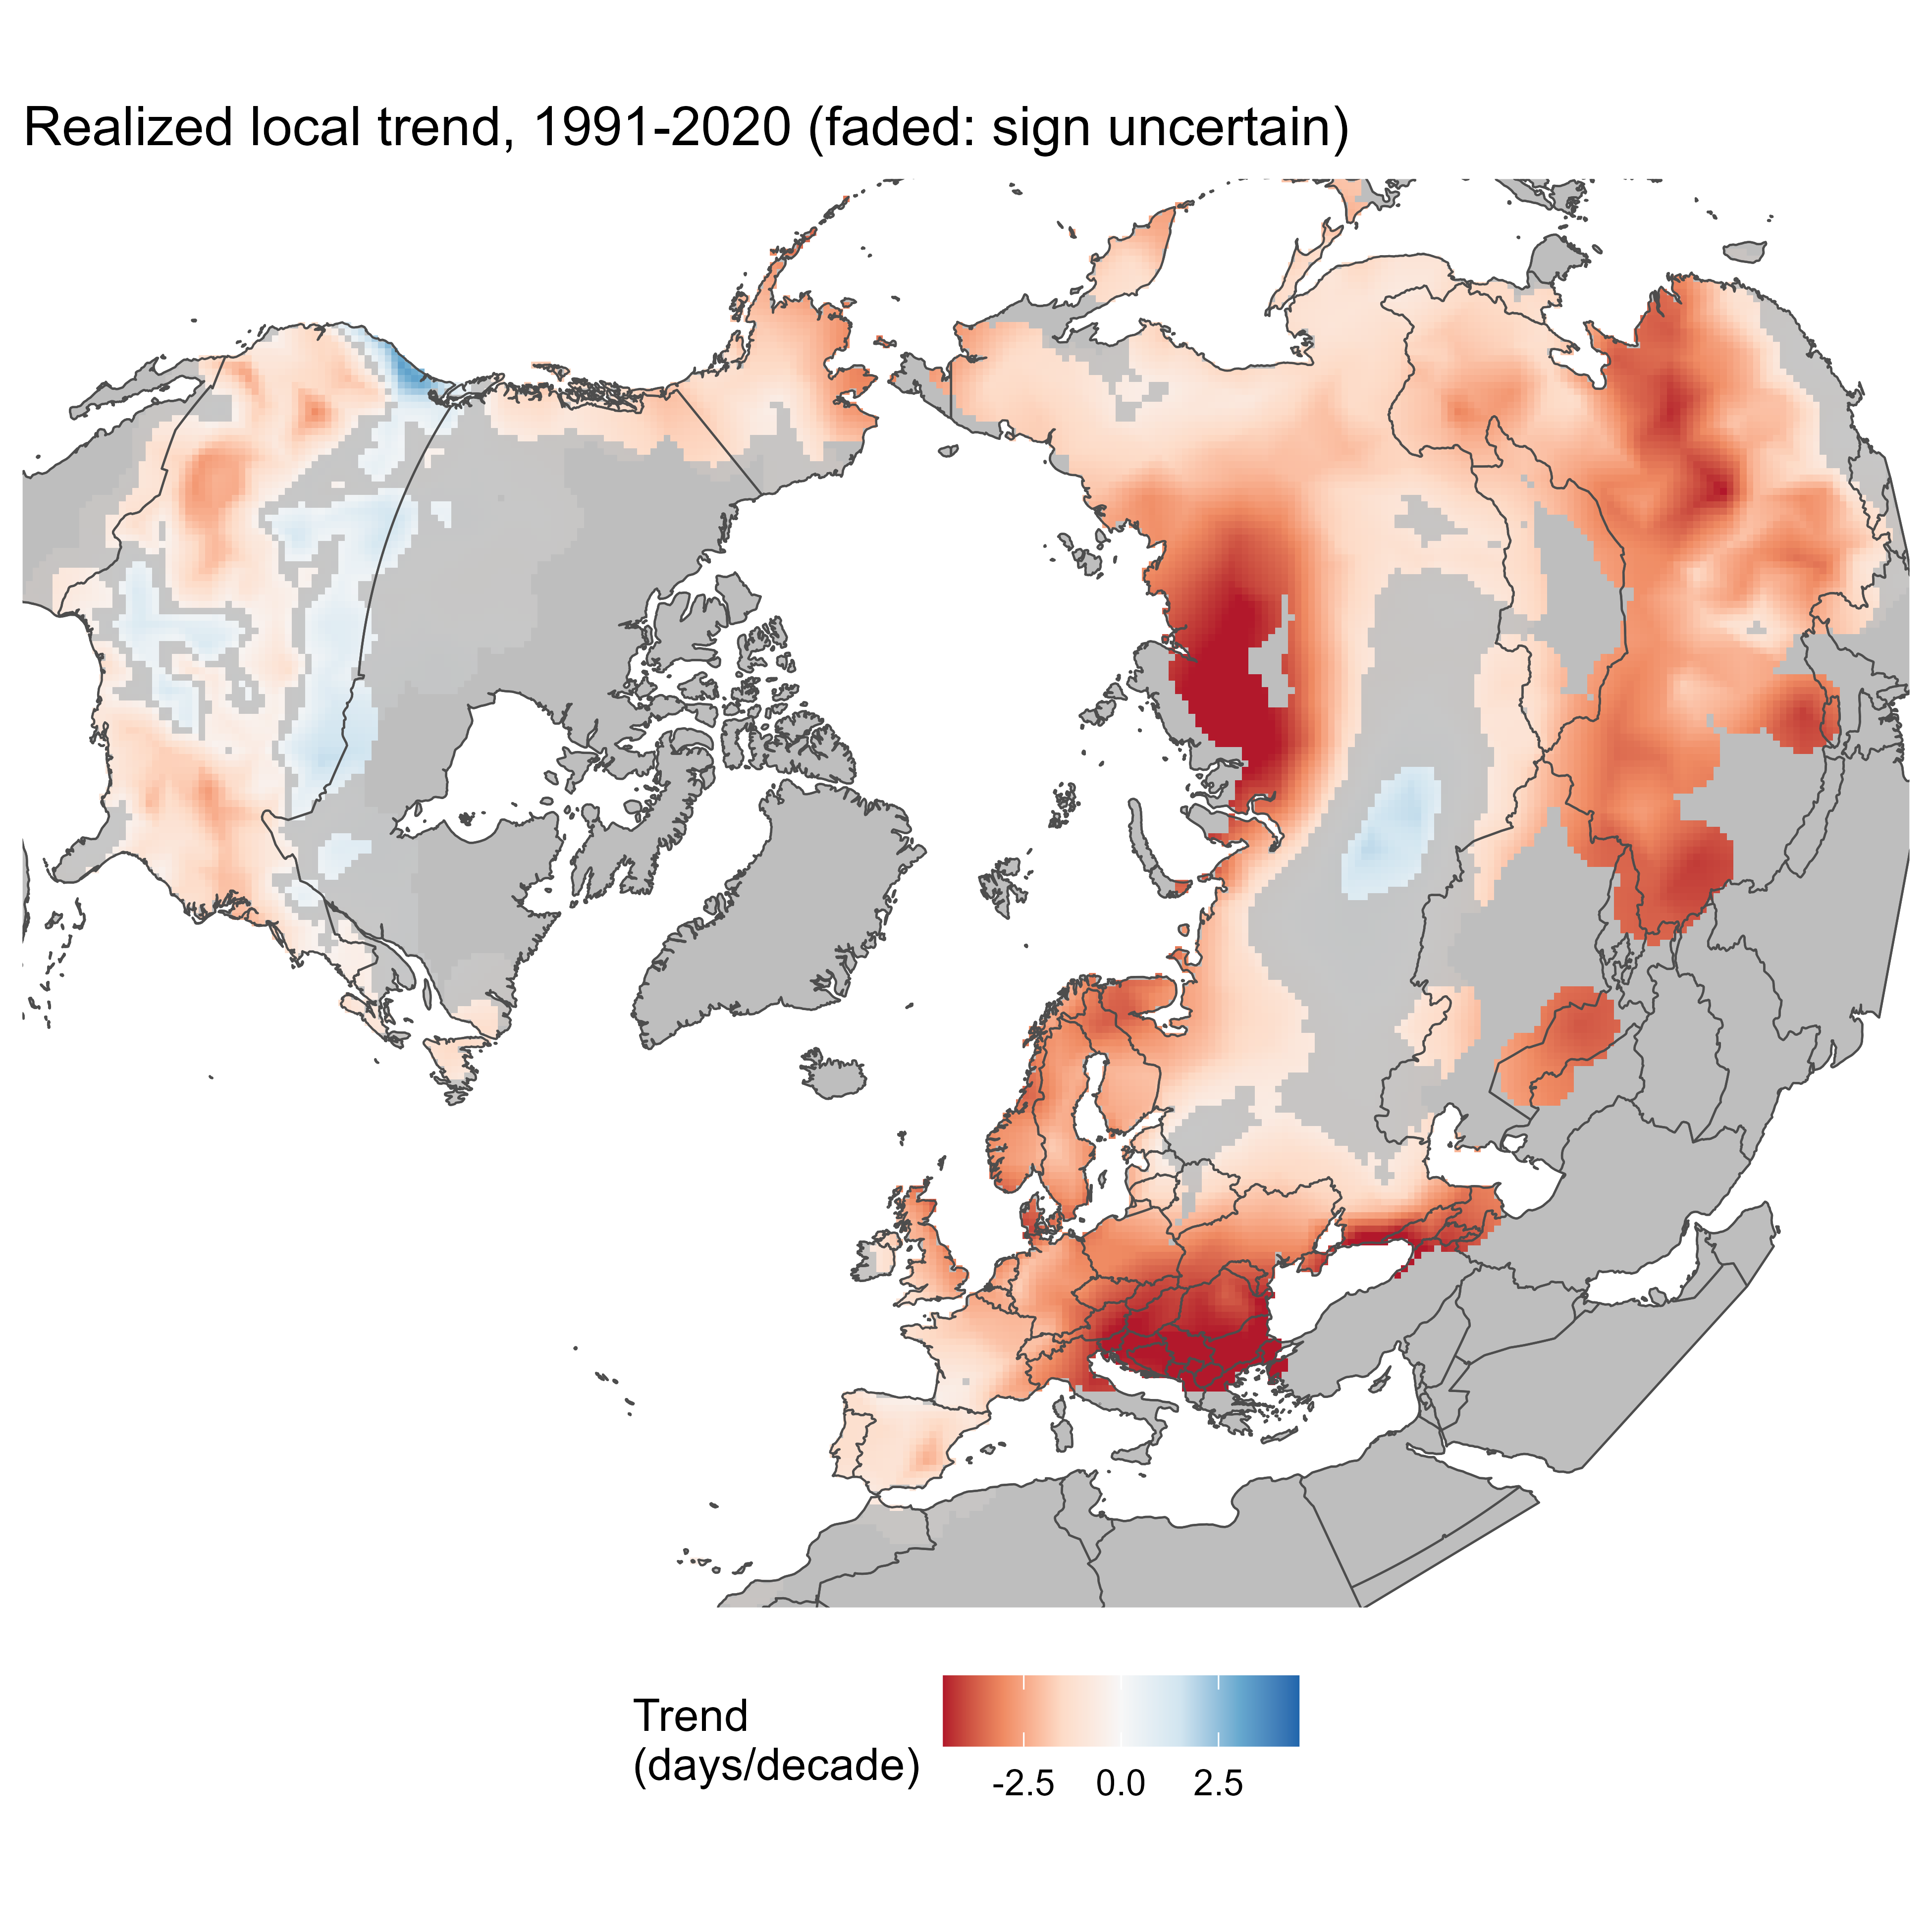 Realized local trend, 1991-2020 (faded: sign uncertain)
Trend
(days/decade)
-2.5 0.0 2.5